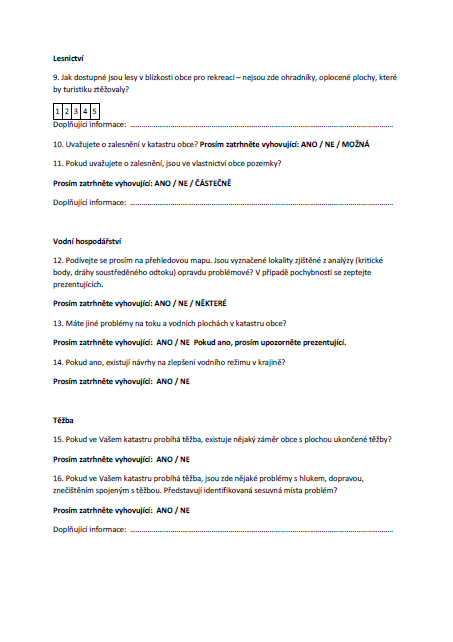 Lesnictví
9. Jak dostupné jsou lesy v blízkosti obce pro rekreaci – nejsou zde ohradníky, oplocené plochy, které
by turistiku ztěžovaly?
1 2 3 4 5
Doplňující informace: ................................................................................
10. Uvažujete o zalesnění v katastru obce? Prosím zatrhněte vyhovující: ANO / NE / MOŽNÁ
11. Pokud uvažujete o zalesnění, jsou ve vlastnictví obce pozemky?
Prosím zatrhněte vyhovující: ANO / NE / ČÁSTEČNĚ
Doplňující informace: ................................................................................
Vodní hospodářství
12. Podívejte se prosím na přehledovou mapu. Jsou vyznačené lokality zjištěné z analýzy (kritické
body, dráhy soustředěného odtoku) opravdu problémové? V případě pochybností se zeptejte
prezentujících.
Prosím zatrhněte vyhovující: ANO / NE / NĚKTERÉ
13. Máte jiné problémy na toku a vodních plochách v katastru obce?
Prosím zatrhněte vyhovující: ANO / NE Pokud ano, prosím upozorněte prezentující.
14. Pokud ano, existují návrhy na zlepšení vodního režimu v krajině?
Prosím zatrhněte vyhovující: ANO / NE
Těžba
15. Pokud ve Vašem katastru probíhá těžba, existuje nějaký záměr obce s plochou ukončené těžby?
Prosím zatrhněte vyhovující: ANO / NE
16. Pokud ve Vašem katastru probíhá těžba, jsou zde nějaké problémy s hlukem, dopravou,
znečištěním spojeným s těžbou. Představují identifikovaná sesuvná místa problém?
Prosím zatrhněte vyhovující: ANO / NE
Doplňující informace: ................................................................................